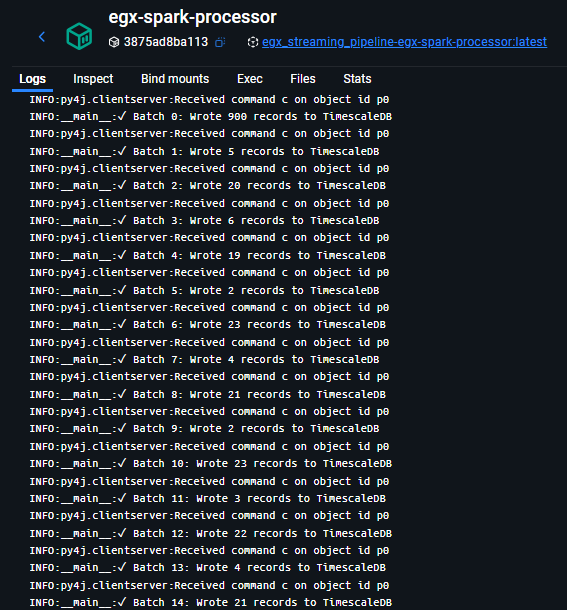 egx-spark-processor
3875ad8ba113 egx_streaming_pipeline-egx-spark-processor:latest
Logs Inspect Bind mounts Exec Files Stats
INFO:py4j.clientserver:Received command c on object id p0
INFO:__main__:✓ Batch 0: Wrote 900 records to TimescaleDB
INFO:py4j.clientserver:Received command c on object id p0
INFO:__main__:✓ Batch 1: Wrote 5 records to TimescaleDB
INFO:py4j.clientserver:Received command c on object id p0
INFO:__main__:✓ Batch 2: Wrote 20 records to TimescaleDB
INFO:py4j.clientserver:Received command c on object id p0
INFO:__main__:✓ Batch 3: Wrote 6 records to TimescaleDB
INFO:py4j.clientserver:Received command c on object id p0
INFO:__main__:✓ Batch 4: Wrote 19 records to TimescaleDB
INFO:py4j.clientserver:Received command c on object id p0
INFO:__main__:✓ Batch 5: Wrote 2 records to TimescaleDB
INFO:py4j.clientserver:Received command c on object id p0
INFO:__main__:✓ Batch 6: Wrote 23 records to TimescaleDB
INFO:py4j.clientserver:Received command c on object id p0
INFO:__main__:✓ Batch 7: Wrote 4 records to TimescaleDB
INFO:py4j.clientserver:Received command c on object id p0
INFO:__main__:✓ Batch 8: Wrote 21 records to TimescaleDB
INFO:py4j.clientserver:Received command c on object id p0
INFO:__main__:✓ Batch 9: Wrote 2 records to TimescaleDB
INFO:py4j.clientserver:Received command c on object id p0
INFO:__main__:✓ Batch 10: Wrote 23 records to TimescaleDB
INFO:py4j.clientserver:Received command c on object id p0
INFO:__main__:✓ Batch 11: Wrote 3 records to TimescaleDB
INFO:py4j.clientserver:Received command c on object id p0
INFO:__main__:✓ Batch 12: Wrote 22 records to TimescaleDB
INFO:py4j.clientserver:Received command c on object id p0
INFO:__main__:✓ Batch 13: Wrote 4 records to TimescaleDB
INFO:py4j.clientserver:Received command c on object id p0
INFO:__main__:✓ Batch 14: Wrote 21 records to TimescaleDB